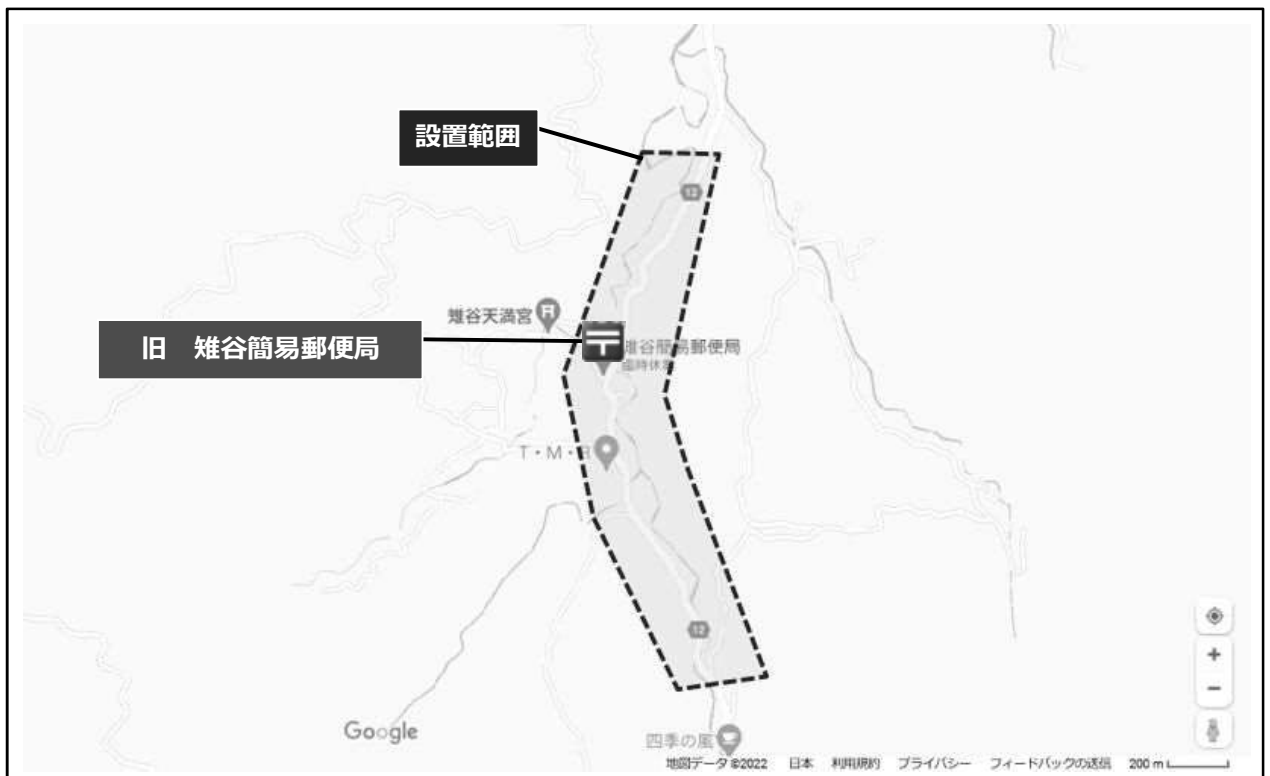 設置範囲
12
雉谷天満宮
旧 雉谷簡易郵便局
雉谷簡易郵便局
臨時休業
T・M・R
12
Google
四季の風
地図データ ©2022 日本 利用規約 プライバシー フィードバックの送信 200 m